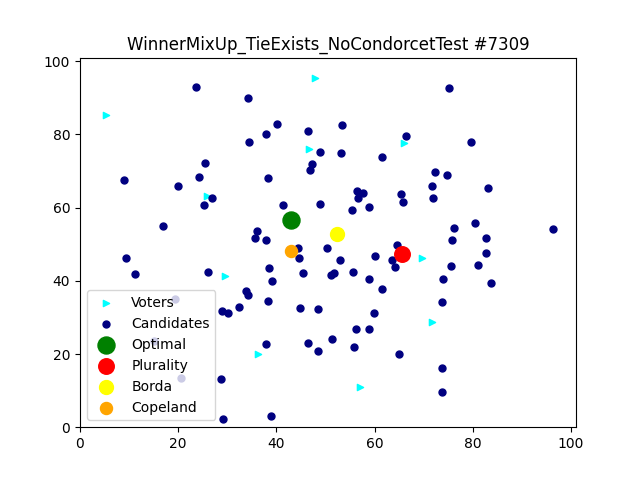 WinnerMixUp_TieExists_NoCondorcetTest #7309
100
80
60
40
20
0
Voters
Candidates
Optimal
Plurality
Borda
Copeland
0 20 40 60 80 100